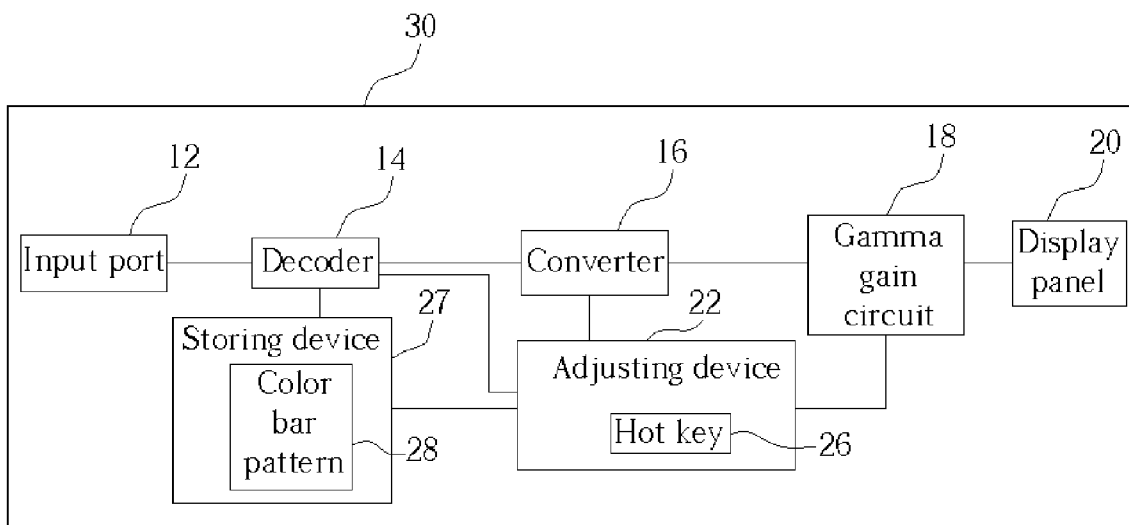 30
12
14
16
18
20
Input port
Decoder
Converter
Gamma
gain
circuit
Display
panel
27
22
Storing device
Color
bar
pattern
28
Adjusting device
Hot key
26